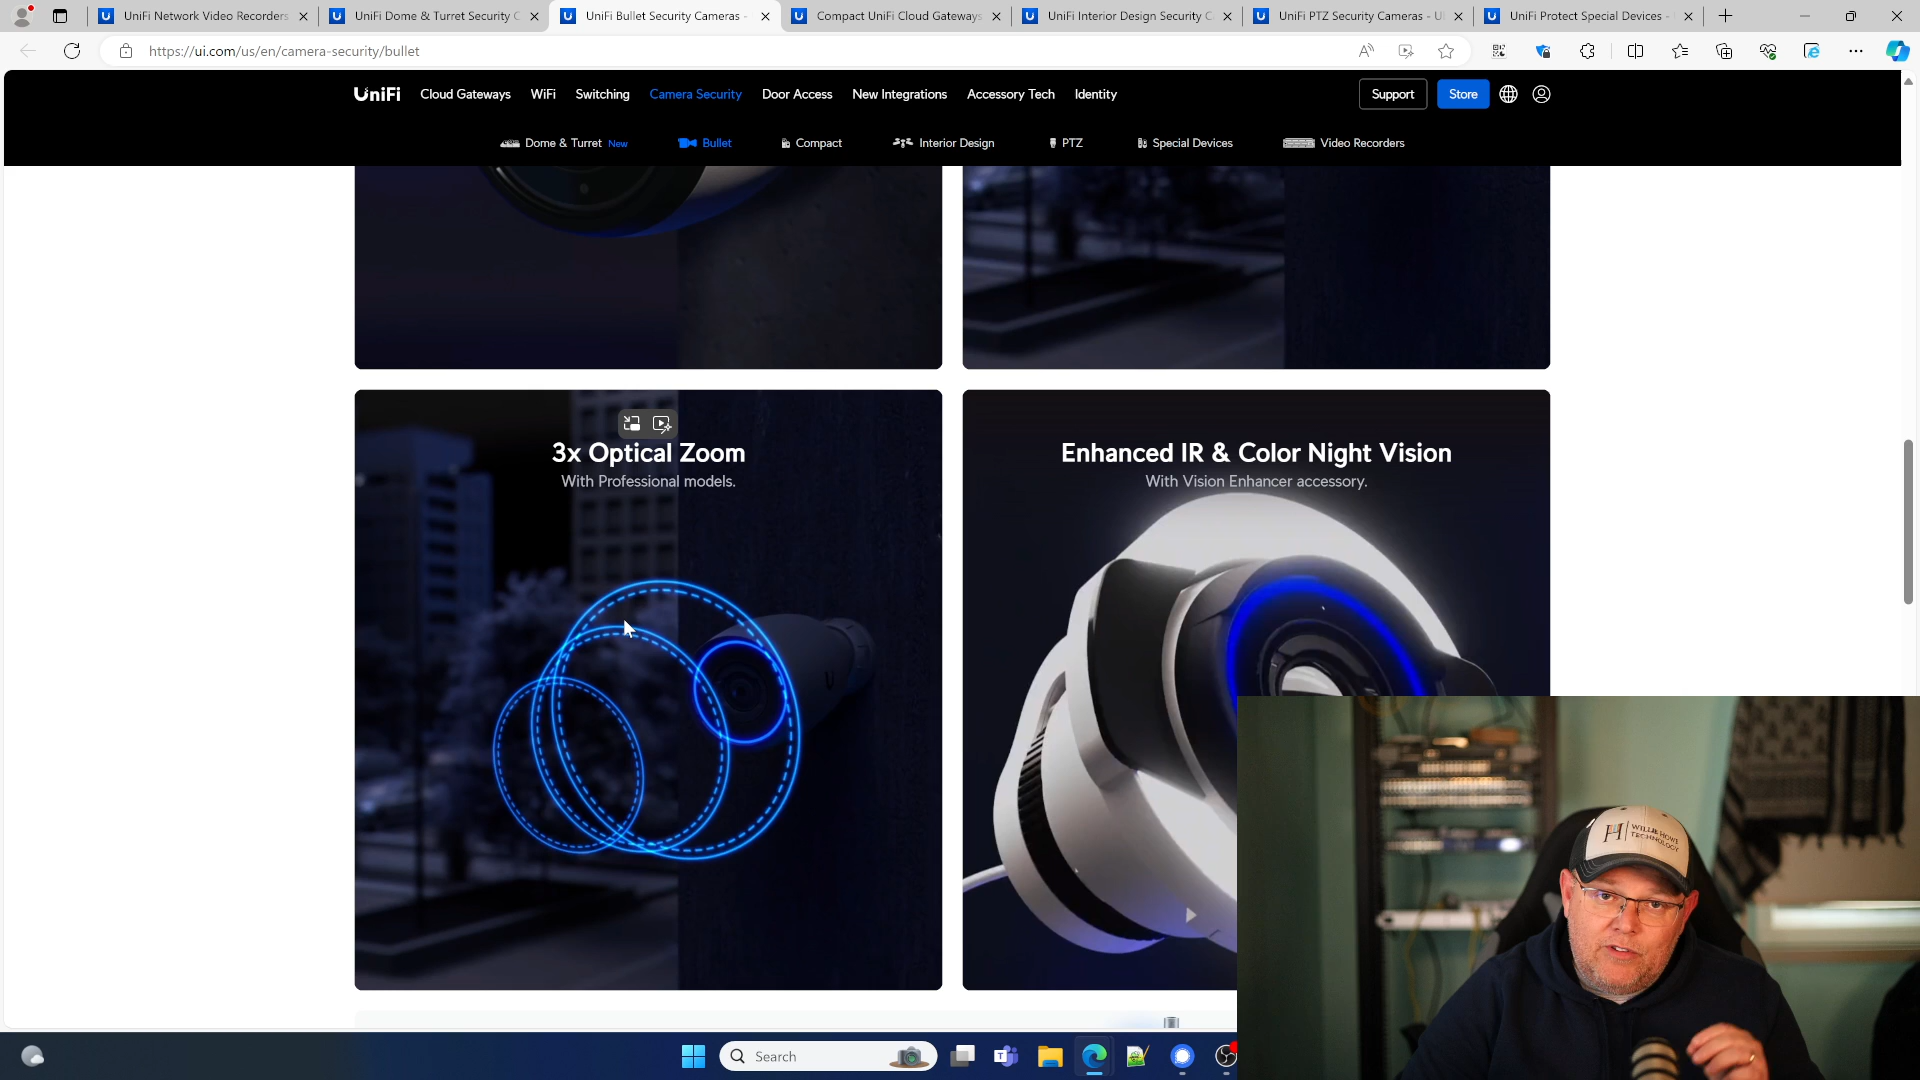 UniFi Network Video Recorders
UniFi Dome & Turret Security C
UniFi Bullet Security Cameras -
Compact UniFi Cloud Gateways
UniFi Interior Design Security C
UniFi PTZ Security Cameras - U
UniFi Protect Special Devices -
https://ui.com/us/en/camera-security/bullet
UniFi Cloud Gateways WiFi Switching Camera Security Door Access New Integrations Accessory Tech Identity Support Store
Dome & Turret New Bullet Compact Interior Design PTZ Special Devices Video Recorders
3x Optical Zoom
With Professional models.
Enhanced IR & Color Night Vision
With Vision Enhancer accessory.
WILLIE HOWE
TECHNOLOGY
Search